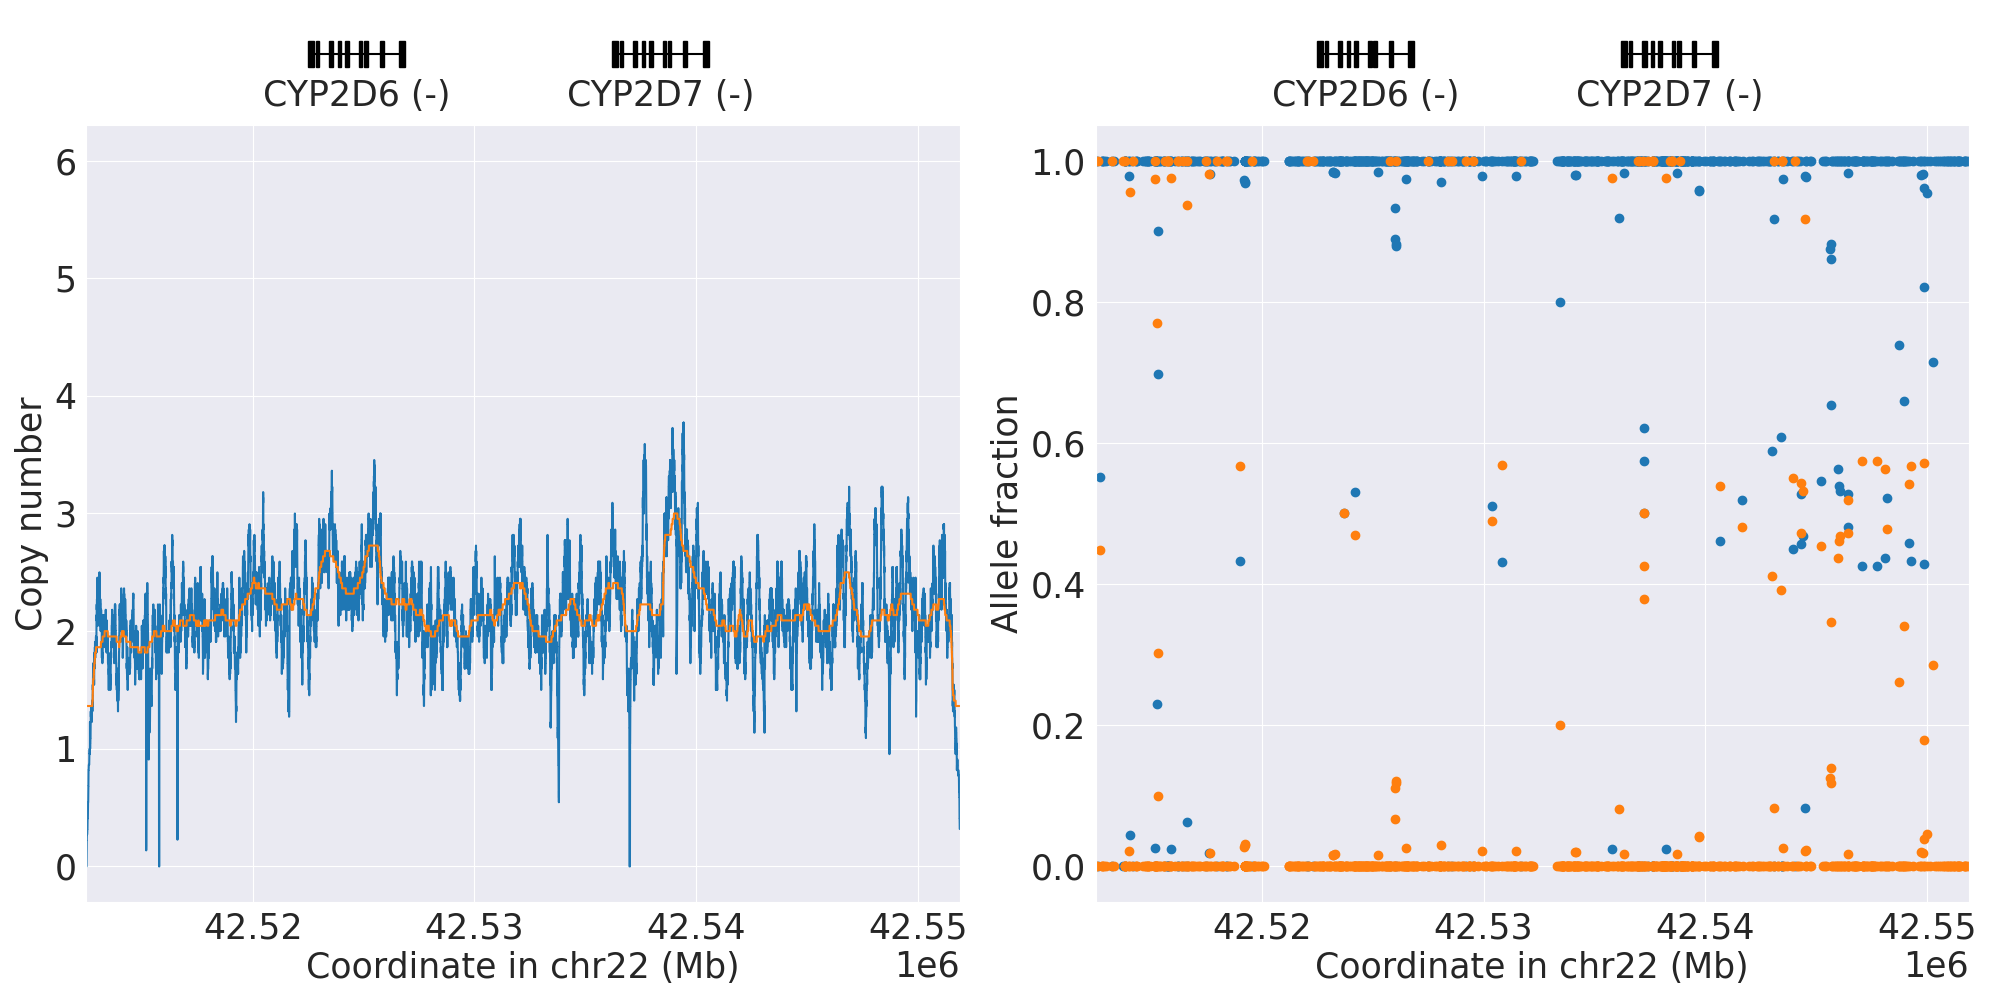 CYP2D6 (-) CYP2D7 (-)
Copy number
6
5
4
3
2
1
0
42.52 42.53 42.54 42.55
Coordinate in chr22 (Mb)
1e6
CYP2D6 (-) CYP2D7 (-)
Allele fraction
1.0
0.8
0.6
0.4
0.2
0.0
42.52 42.53 42.54 42.55
Coordinate in chr22 (Mb)
1e6